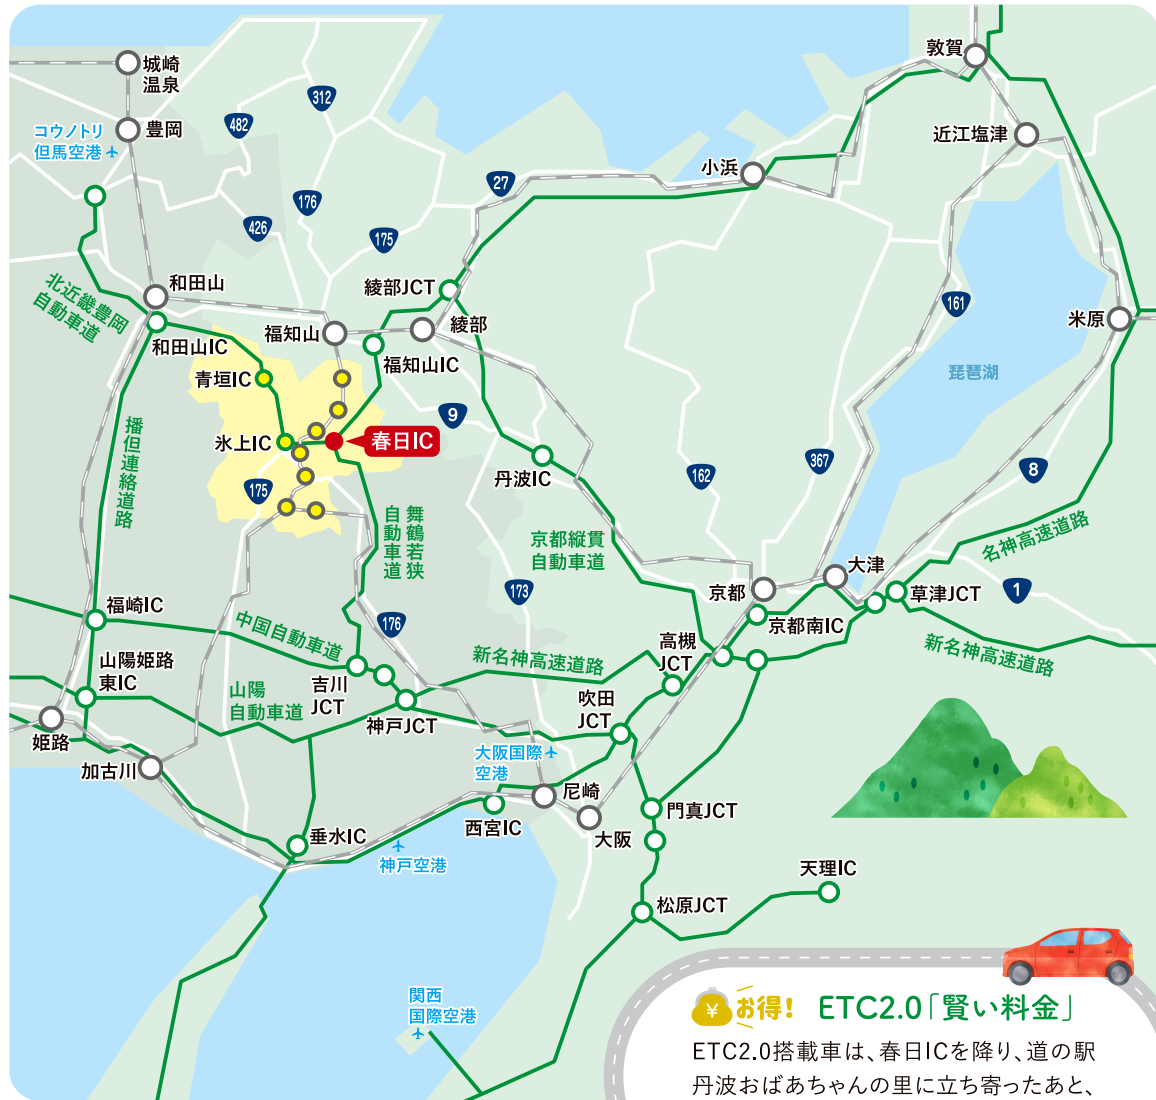 城崎
温泉
豊岡
コウノトリ
但馬空港
312
482
426
176
175
27
敦賀
近江塩津
小浜
和田山
北近畿豊岡
自動車道
和田山IC
福知山
綾部JCT
綾部
福知山IC
青垣IC
氷上IC
春日IC
9
161
米原
琵琶湖
播但連絡道路
175
舞鶴若狭
自動車道
丹波IC
162
367
8
京都縦貫
自動車道
名神高速道路
173
京都
大津
草津JCT
1
京都南IC
新名神高速道路
福崎IC
中国自動車道
176
高槻
JCT
新名神高速道路
山陽姫路
東IC
山陽
自動車道
吉川
JCT
神戸JCT
吹田
JCT
姫路
加古川
大阪国際
空港
尼崎
西宮IC
大阪
門真JCT
垂水IC
神戸空港
天理IC
松原JCT
関西
国際空港
¥
お得!
ETC2.0「賢い料金」
ETC2.0搭載車は、春日ICを降り、道の駅
丹波おばあちゃんの里に立ち寄ったあと、